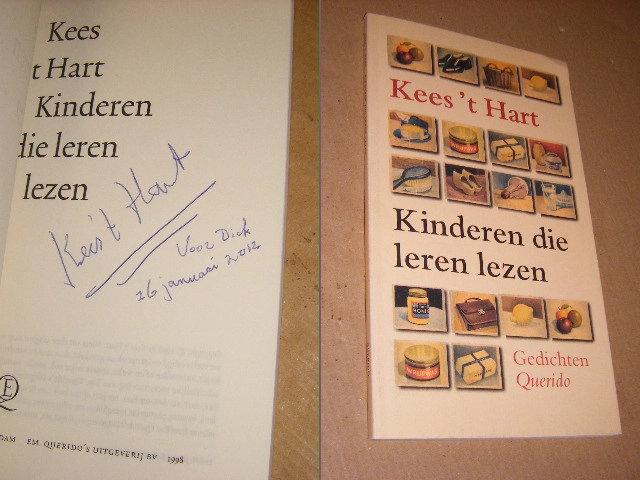 Kees
't Hart
Kinderen
die leren
lezen
Kees 't Hart
Voor Dick
26 januari 2012
EM. QUERIDO'S UITGEVERIJ BV 1998
Kees 't Hart
Kinderen die
leren lezen
HONING
Gedichten
Querido